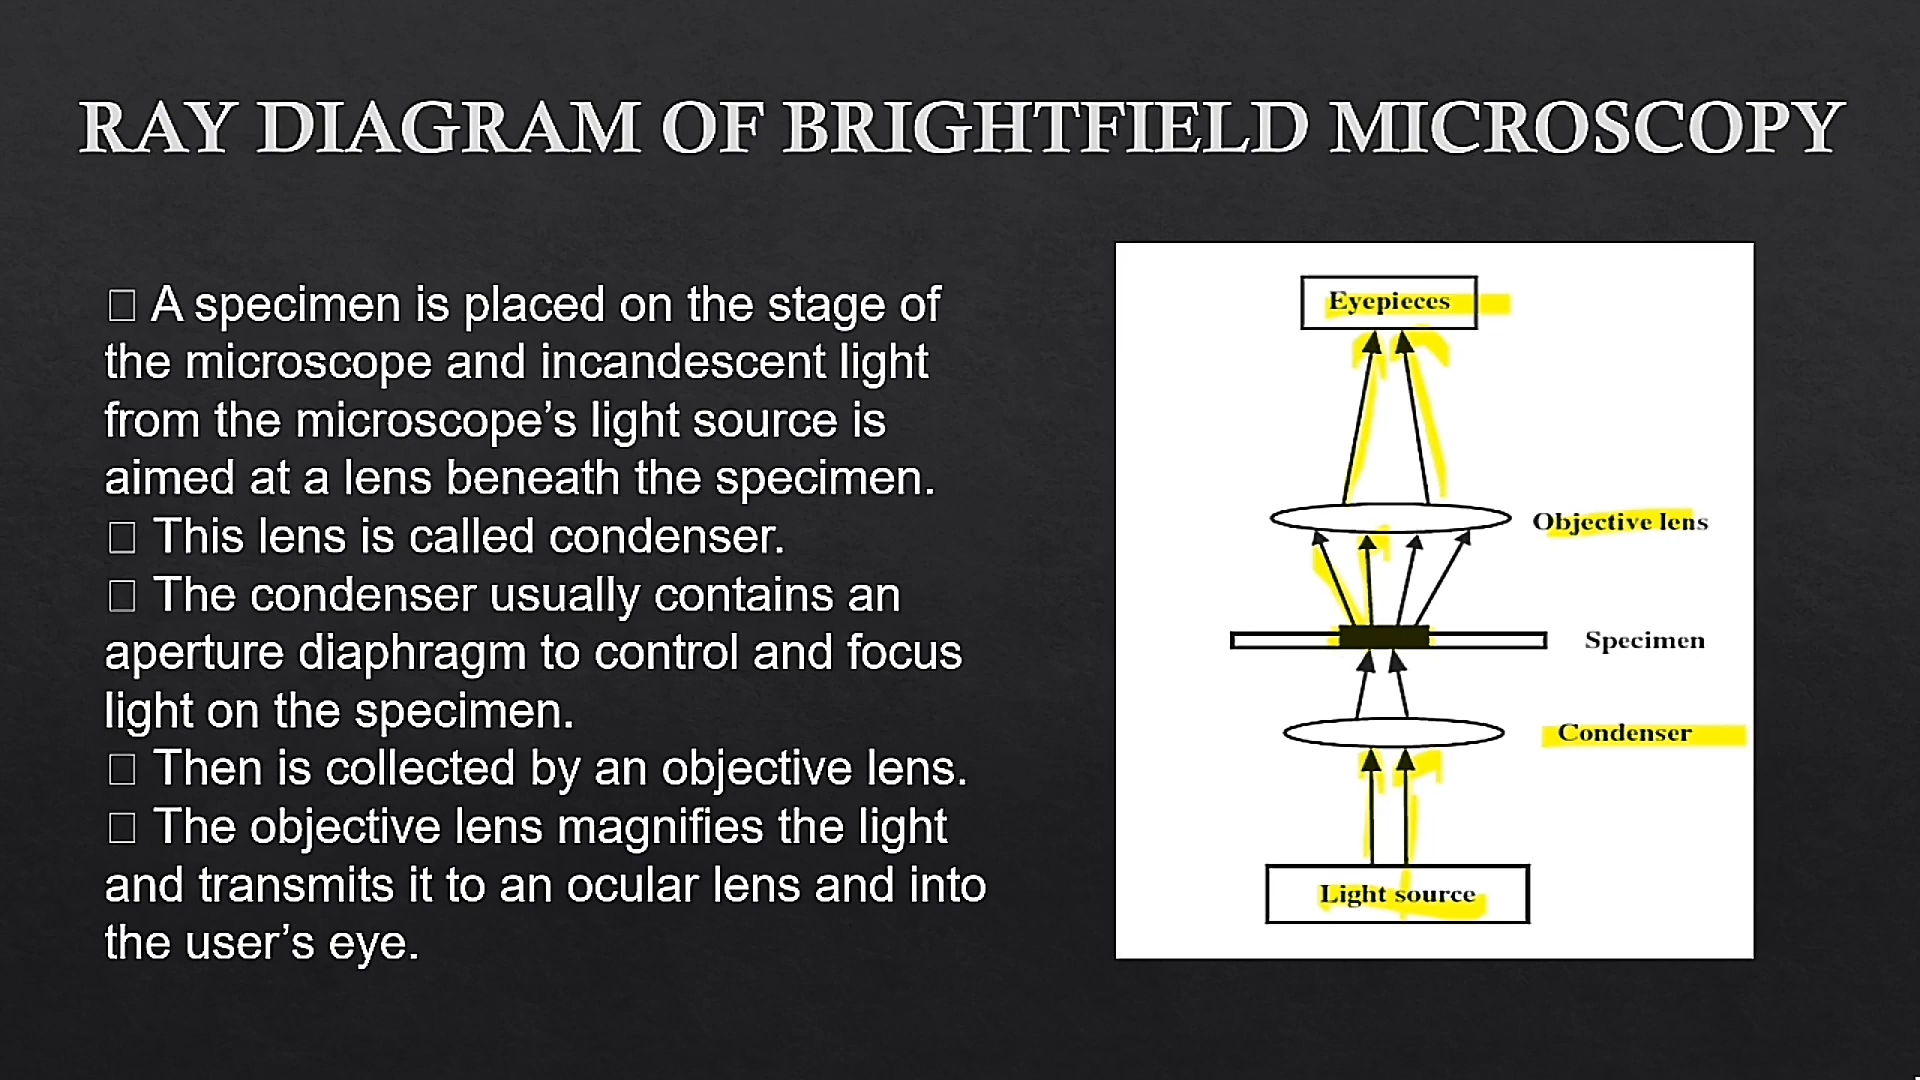 RAY DIAGRAM OF BRIGHTFIELD MICROSCOPY
□ A specimen is placed on the stage of
the microscope and incandescent light
from the microscope’s light source is
aimed at a lens beneath the specimen.
□ This lens is called condenser.
□ The condenser usually contains an
aperture diaphragm to control and focus
light on the specimen.
□ Then is collected by an objective lens.
□ The objective lens magnifies the light
and transmits it to an ocular lens and into
the user’s eye.
Eyepieces
Objective lens
Specimen
Condenser
Light source